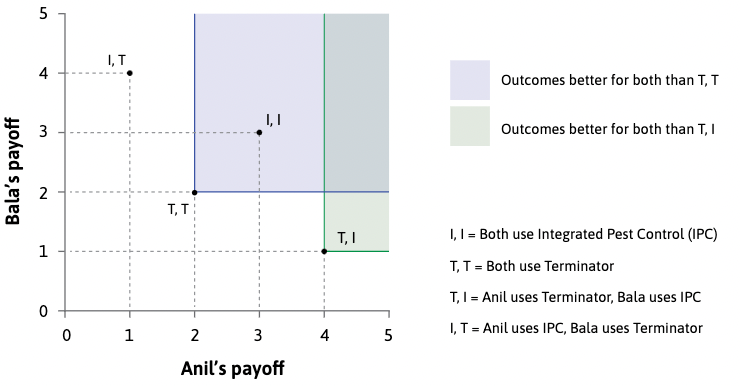 5
4
3
2
1
0
0 1 2 3 4 5
Bala's payoff
Anil's payoff
I, T
I, I
T, T
T, I
Outcomes better for both than T, T
Outcomes better for both than T, I
I, I = Both use Integrated Pest Control (IPC)
T, T = Both use Terminator
T, I = Anil uses Terminator, Bala uses IPC
I, T = Anil uses IPC, Bala uses Terminator